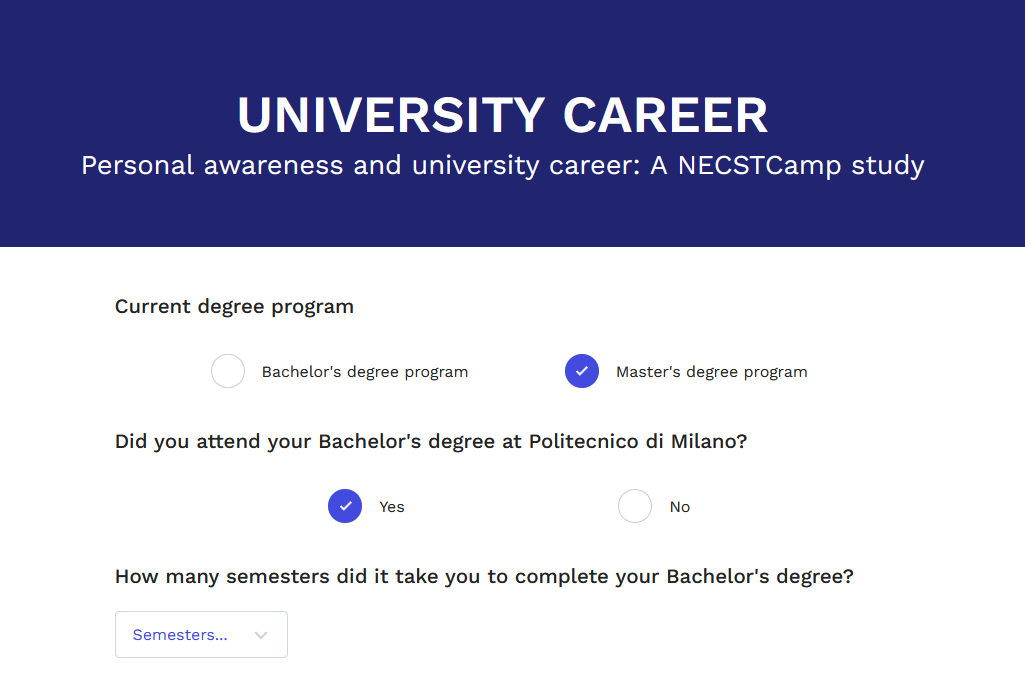 UNIVERSITY CAREER
Personal awareness and university career: A NECSTCamp study
Current degree program
Bachelor's degree program
Master's degree program
Did you attend your Bachelor's degree at Politecnico di Milano?
Yes
No
How many semesters did it take you to complete your Bachelor's degree?
Semesters...